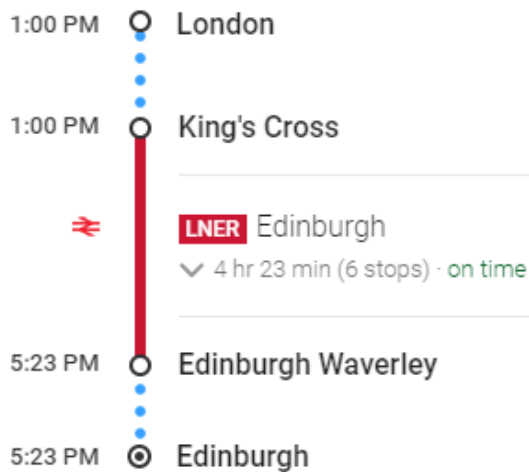 1:00 PM London
1:00 PM King's Cross
LNER Edinburgh
4 hr 23 min (6 stops) · on time
5:23 PM Edinburgh Waverley
5:23 PM Edinburgh